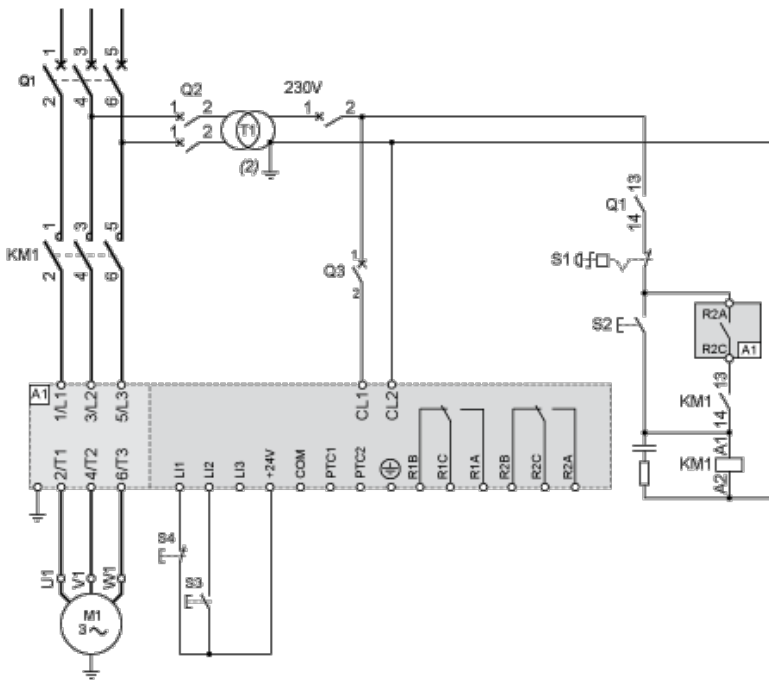 1 3 5
Q1
2 4 6
Q2
1 2
1 2
T1
(2)
230V
1 2
13
Q1
14
1 3 5
KM1
2 4 6
1
Q3
2
S1
S2
R2A
R2C
A1
13
KM1
14
A1
KM1
A2
A1
1/L1 3/L2 5/L3
CL1 CL2
2/T1 4/T2 6/T3
LI1 LI2 LI3 +24V COM PTC1 PTC2 R1B R1C R1A R2B R2C R2A
S4
S3
U1 V1 W1
M1
3